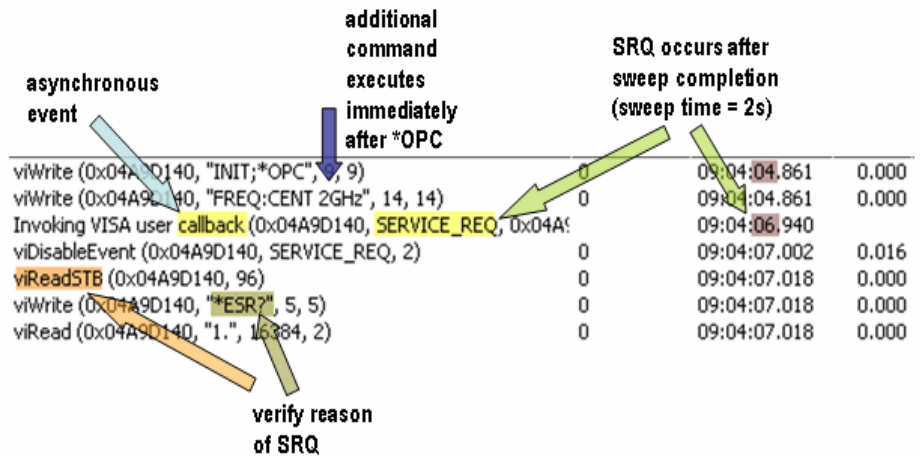 additional
command
executes
immediately
after *OPC
SRQ occurs after
sweep completion
(sweep time = 2s)
asynchronous
event
viWrite (0x04A9D140, "INIT;*OPC", 9, 9) 0 09:04:04.861 0.000
viWrite (0x04A9D140, "FREQ:CENT 2GHz", 14, 14) 09:04:04.861 0.000
Invoking VISA user callback (0x04A9D140, SERVICE_REQ, 0x04A9 09:04:06.940
viDisableEvent (0x04A9D140, SERVICE_REQ, 2) 0 09:04:07.002 0.016
viReadSTB (0x04A9D140, 96) 0 09:04:07.018 0.000
viWrite (0x04A9D140, "*ESR?", 5, 5) 0 09:04:07.018 0.000
viRead (0x04A9D140, "1.", 16384, 2) 0 09:04:07.018 0.000
verify reason
of SRQ